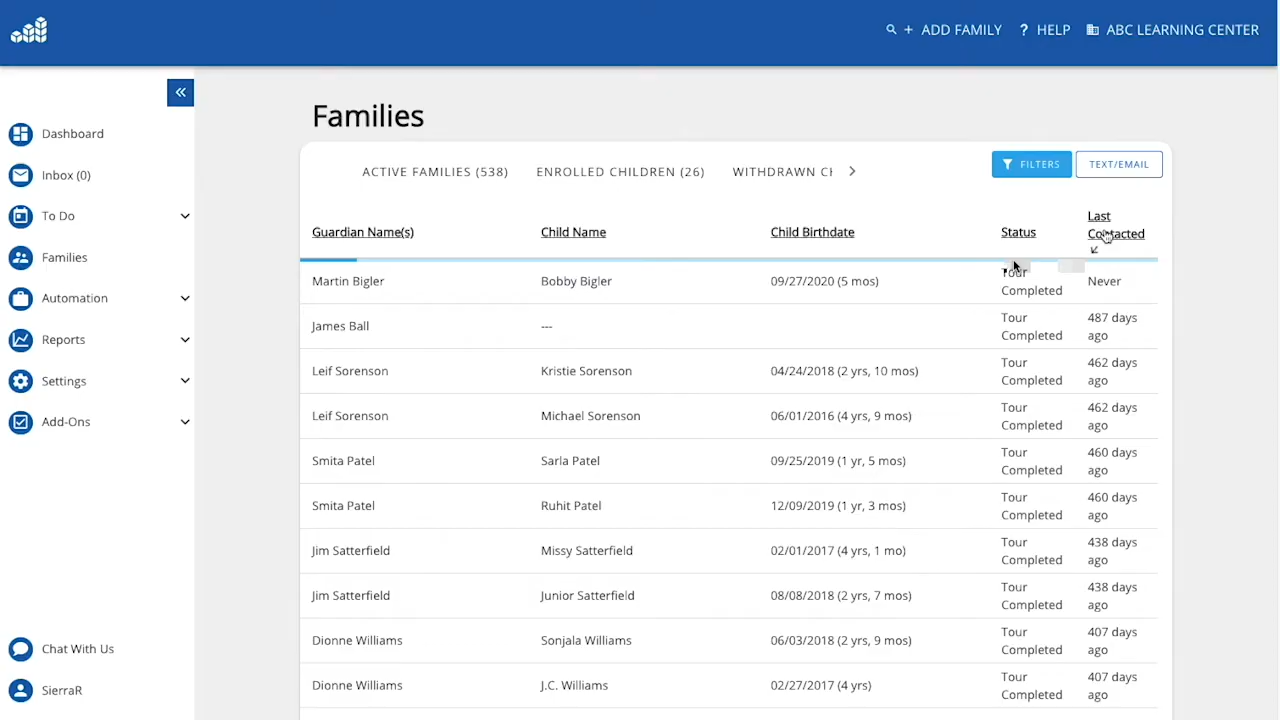 + ADD FAMILY ? HELP ABC LEARNING CENTER
Dashboard
Inbox (0)
To Do
Families
Automation
Reports
Settings
Add-Ons
Chat With Us
SierraR
Families
ACTIVE FAMILIES (538) ENROLLED CHILDREN (26) WITHDRAWN CH
FILTERS TEXT/EMAIL
Guardian Name(s) Child Name Child Birthdate Status Last Contacted
Martin Bigler Bobby Bigler 09/27/2020 (5 mos) Tour Completed Never
James Ball --- Tour Completed 487 days ago
Leif Sorenson Kristie Sorenson 04/24/2018 (2 yrs, 10 mos) Tour Completed 462 days ago
Leif Sorenson Michael Sorenson 06/01/2016 (4 yrs, 9 mos) Tour Completed 462 days ago
Smita Patel Sarla Patel 09/25/2019 (1 yr, 5 mos) Tour Completed 460 days ago
Smita Patel Ruhit Patel 12/09/2019 (1 yr, 3 mos) Tour Completed 460 days ago
Jim Satterfield Missy Satterfield 02/01/2017 (4 yrs, 1 mo) Tour Completed 438 days ago
Jim Satterfield Junior Satterfield 08/08/2018 (2 yrs, 7 mos) Tour Completed 438 days ago
Dionne Williams Sonjala Williams 06/03/2018 (2 yrs, 9 mos) Tour Completed 407 days ago
Dionne Williams J.C. Williams 02/27/2017 (4 yrs) Tour Completed 407 days ago